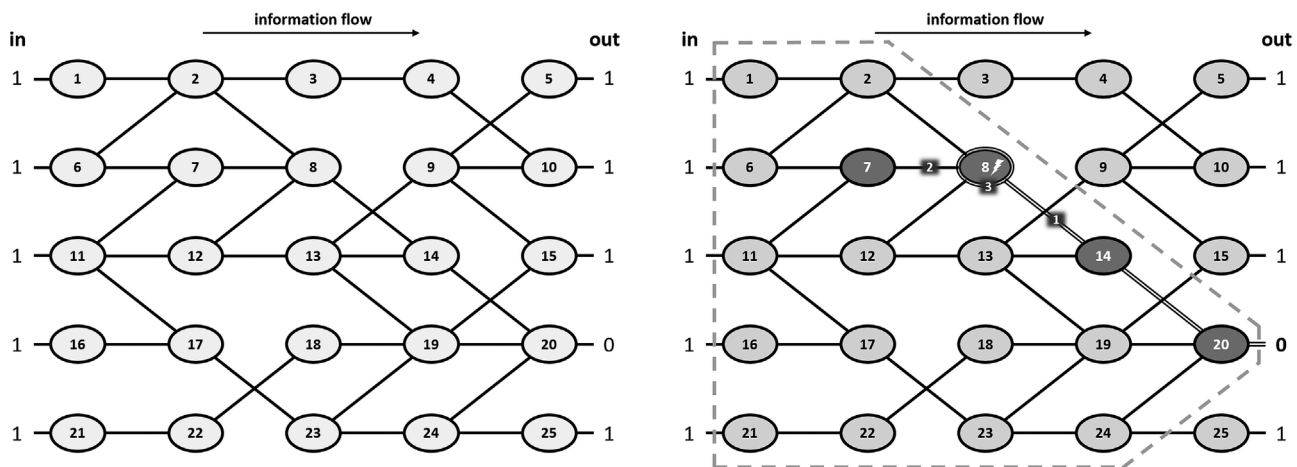 information flow
in out
1 1 2 3 4 5 1
1 6 7 8 9 10 1
1 11 12 13 14 15 1
1 16 17 18 19 20 0
1 21 22 23 24 25 1
information flow
in out
1 1 2 3 4 5 1
1 6 7 2 8 9 10 1
3
1
1 11 12 13 14 15 1
1 16 17 18 19 20 0
1 21 22 23 24 25 1